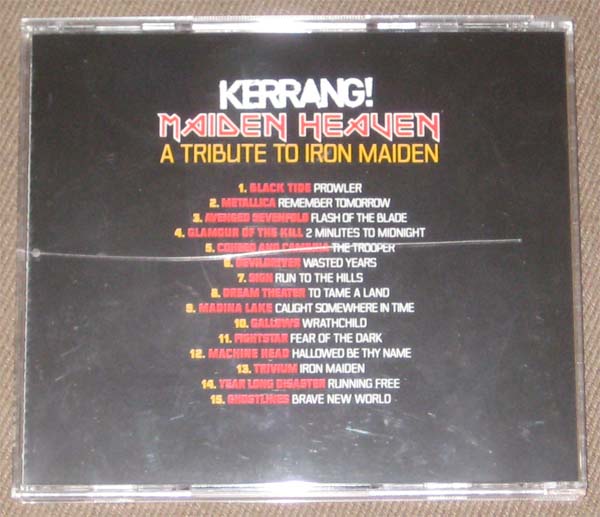 KERRANG!
MAIDEN HEAVEN
A TRIBUTE TO IRON MAIDEN
1. BLACK TIDE PROWLER
2. METALLICA REMEMBER TOMORROW
3. AVENGED SEVENFOLD FLASH OF THE BLADE
4. GLAMOUR OF THE KILL 2 MINUTES TO MIDNIGHT
5. COHEED AND CAMBRIA THE TROOPER
6. DEVILDRIVER WASTED YEARS
7. SIGN RUN TO THE HILLS
8. DREAM THEATER TO TAME A LAND
9. MADINA LAKE CAUGHT SOMEWHERE IN TIME
10. GALLOWS WRATHCHILD
11. FIGHTSTAR FEAR OF THE DARK
12. MACHINE HEAD HALLOWED BE THY NAME
13. TRIVIUM IRON MAIDEN
14. YEAR LONG DISASTER RUNNING FREE
15. GHOSTLINES BRAVE NEW WORLD